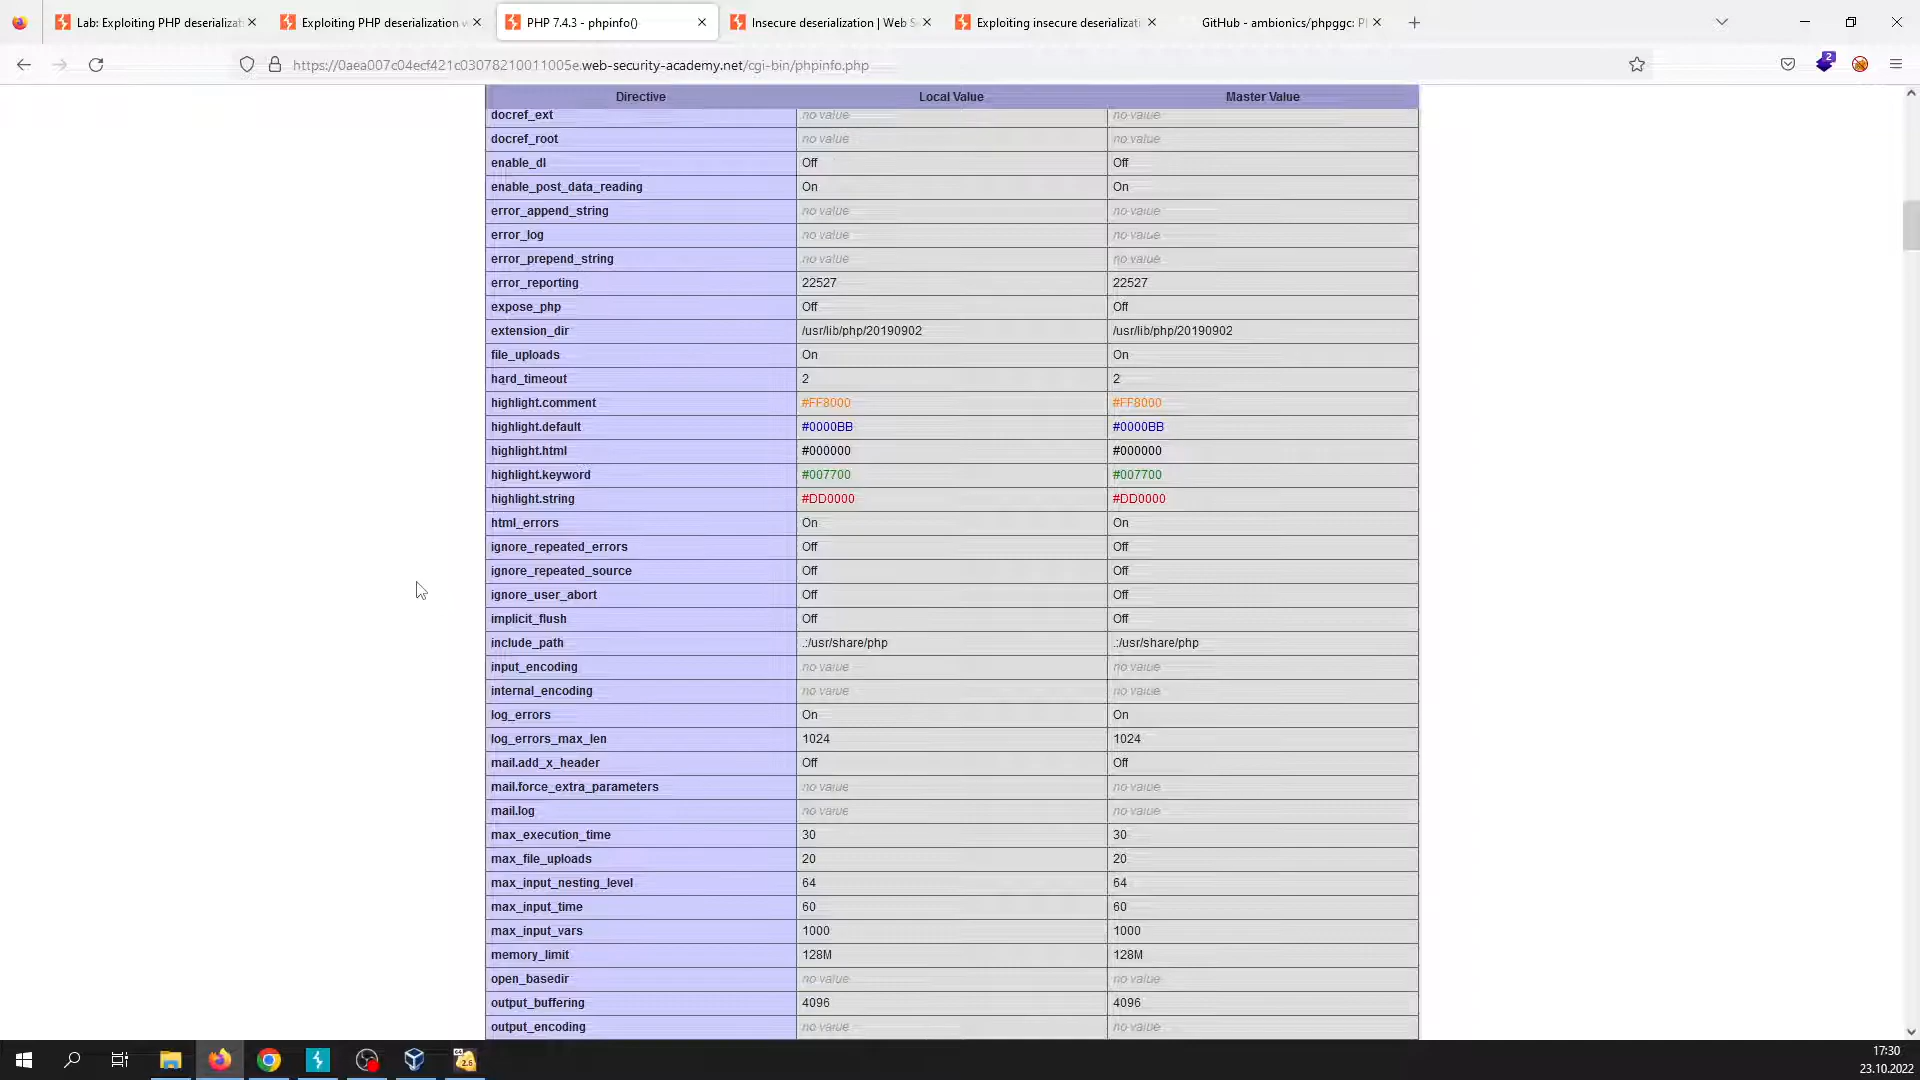 Lab: Exploiting PHP deserializat
Exploiting PHP deserialization w
PHP 7.4.3 - phpinfo()
Insecure deserialization | Web S
Exploiting insecure deserializati
GitHub - ambionics/phpggc: P
https://0aea007c04ecf421c03078210011005e.web-security-academy.net/cgi-bin/phpinfo.php
2
Directive Local Value Master Value
docref_ext no value no value
docref_root no value no value
enable_dl Off Off
enable_post_data_reading On On
error_append_string no value no value
error_log no value no value
error_prepend_string no value no value
error_reporting 22527 22527
expose_php Off Off
extension_dir /usr/lib/php/20190902 /usr/lib/php/20190902
file_uploads On On
hard_timeout 2 2
highlight.comment #FF8000 #FF8000
highlight.default #0000BB #0000BB
highlight.html #000000 #000000
highlight.keyword #007700 #007700
highlight.string #DD0000 #DD0000
html_errors On On
ignore_repeated_errors Off Off
ignore_repeated_source Off Off
ignore_user_abort Off Off
implicit_flush Off Off
include_path .:/usr/share/php .:/usr/share/php
input_encoding no value no value
internal_encoding no value no value
log_errors On On
log_errors_max_len 1024 1024
mail.add_x_header Off Off
mail.force_extra_parameters no value no value
mail.log no value no value
max_execution_time 30 30
max_file_uploads 20 20
max_input_nesting_level 64 64
max_input_time 60 60
max_input_vars 1000 1000
memory_limit 128M 128M
open_basedir no value no value
output_buffering 4096 4096
output_encoding no value no value
17:30
23.10.2022